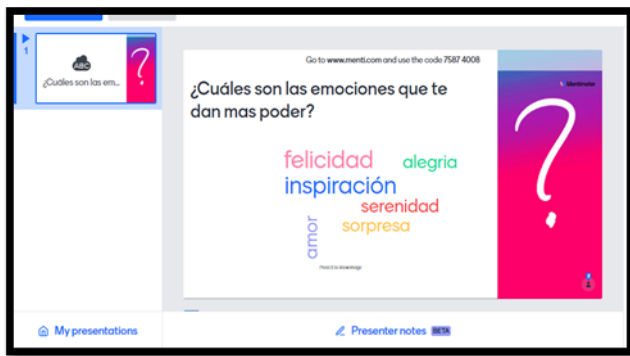 1
ABC
¿Cuáles son las em...
Go to www.menti.com and use the code 7587 4008
Mentimeter
¿Cuáles son las emociones que te
dan mas poder?
felicidad
alegria
inspiración
serenidad
amor
sorpresa
My presentations
Presenter notes BETA